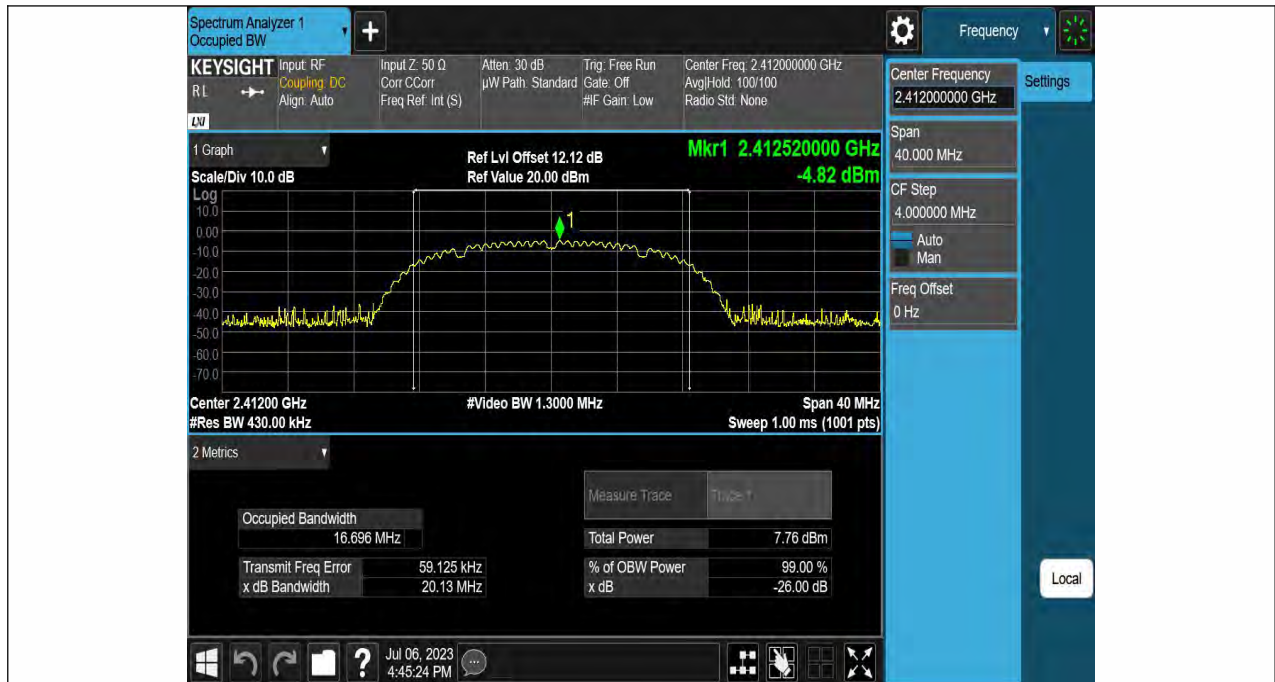 Spectrum Analyzer 1
Occupied BW
+
Frequency
KEYSIGHT
RL
LXI
Input: RF
Coupling: DC
Align: Auto
Input Z: 50 Ω
Corr CCorr
Freq Ref: Int (S)
Atten: 30 dB
µW Path: Standard
Trig: Free Run
Gate: Off
#IF Gain: Low
Center Freq: 2.412000000 GHz
Avg|Hold: 100/100
Radio Std: None
Center Frequency
2.412000000 GHz
Settings
Span
40.000 MHz
CF Step
4.000000 MHz
Auto
Man
Freq Offset
0 Hz
Local
1 Graph
Scale/Div 10.0 dB
Ref Lvl Offset 12.12 dB
Ref Value 20.00 dBm
Mkr1 2.412520000 GHz
-4.82 dBm
Log
10.0
0.00
-10.0
-20.0
-30.0
-40.0
-50.0
-60.0
-70.0
1
Center 2.41200 GHz
#Res BW 430.00 kHz
#Video BW 1.3000 MHz
Span 40 MHz
Sweep 1.00 ms (1001 pts)
2 Metrics
Measure Trace
Trace 1
Occupied Bandwidth
16.696 MHz
Total Power
7.76 dBm
Transmit Freq Error
59.125 kHz
% of OBW Power
99.00 %
x dB Bandwidth
20.13 MHz
x dB
-26.00 dB
?
Jul 06, 2023
4:45:24 PM